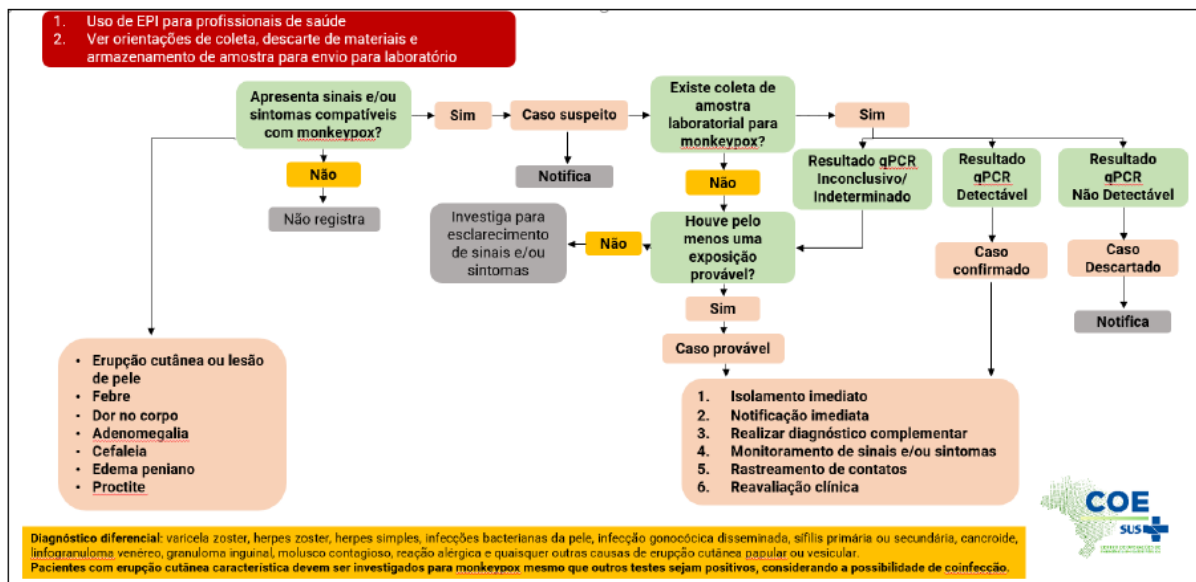 1. Uso de EPI para profissionais de saúde
2. Ver orientações de coleta, descarte de materiais e
armazenamento de amostra para envio para laboratório
Apresenta sinais e/ou
sintomas compatíveis
com monkeypox?
Sim
Caso suspeito
Existe coleta de
amostra
laboratorial para
monkeypox?
Sim
Não
Notifica
Não
Resultado qPCR
Inconclusivo/
Indeterminado
Resultado
qPCR
Detectável
Resultado
qPCR
Não Detectável
Não registra
Investiga para
esclarecimento
de sinais e/ou
sintomas
Não
Houve pelo
menos uma
exposição
provável?
Caso
confirmado
Caso
Descartado
Sim
Notifica
Caso provável
• Erupção cutânea ou lesão
de pele
• Febre
• Dor no corpo
• Adenomegalia
• Cefaleia
• Edema peniano
• Proctite
1. Isolamento imediato
2. Notificação imediata
3. Realizar diagnóstico complementar
4. Monitoramento de sinais e/ou sintomas
5. Rastreamento de contatos
6. Reavaliação clínica
COE
SUS
Diagnóstico diferencial: varicela zoster, herpes zoster, herpes simples, infecções bacterianas da pele, infecção gonocócica disseminada, sífilis primária ou secundária, cancroide,
linfogranuloma venéreo, granuloma inguinal, molusco contagioso, reação alérgica e quaisquer outras causas de erupção cutânea papular ou vesicular.
Pacientes com erupção cutânea característica devem ser investigados para monkeypox mesmo que outros testes sejam positivos, considerando a possibilidade de coinfecção.